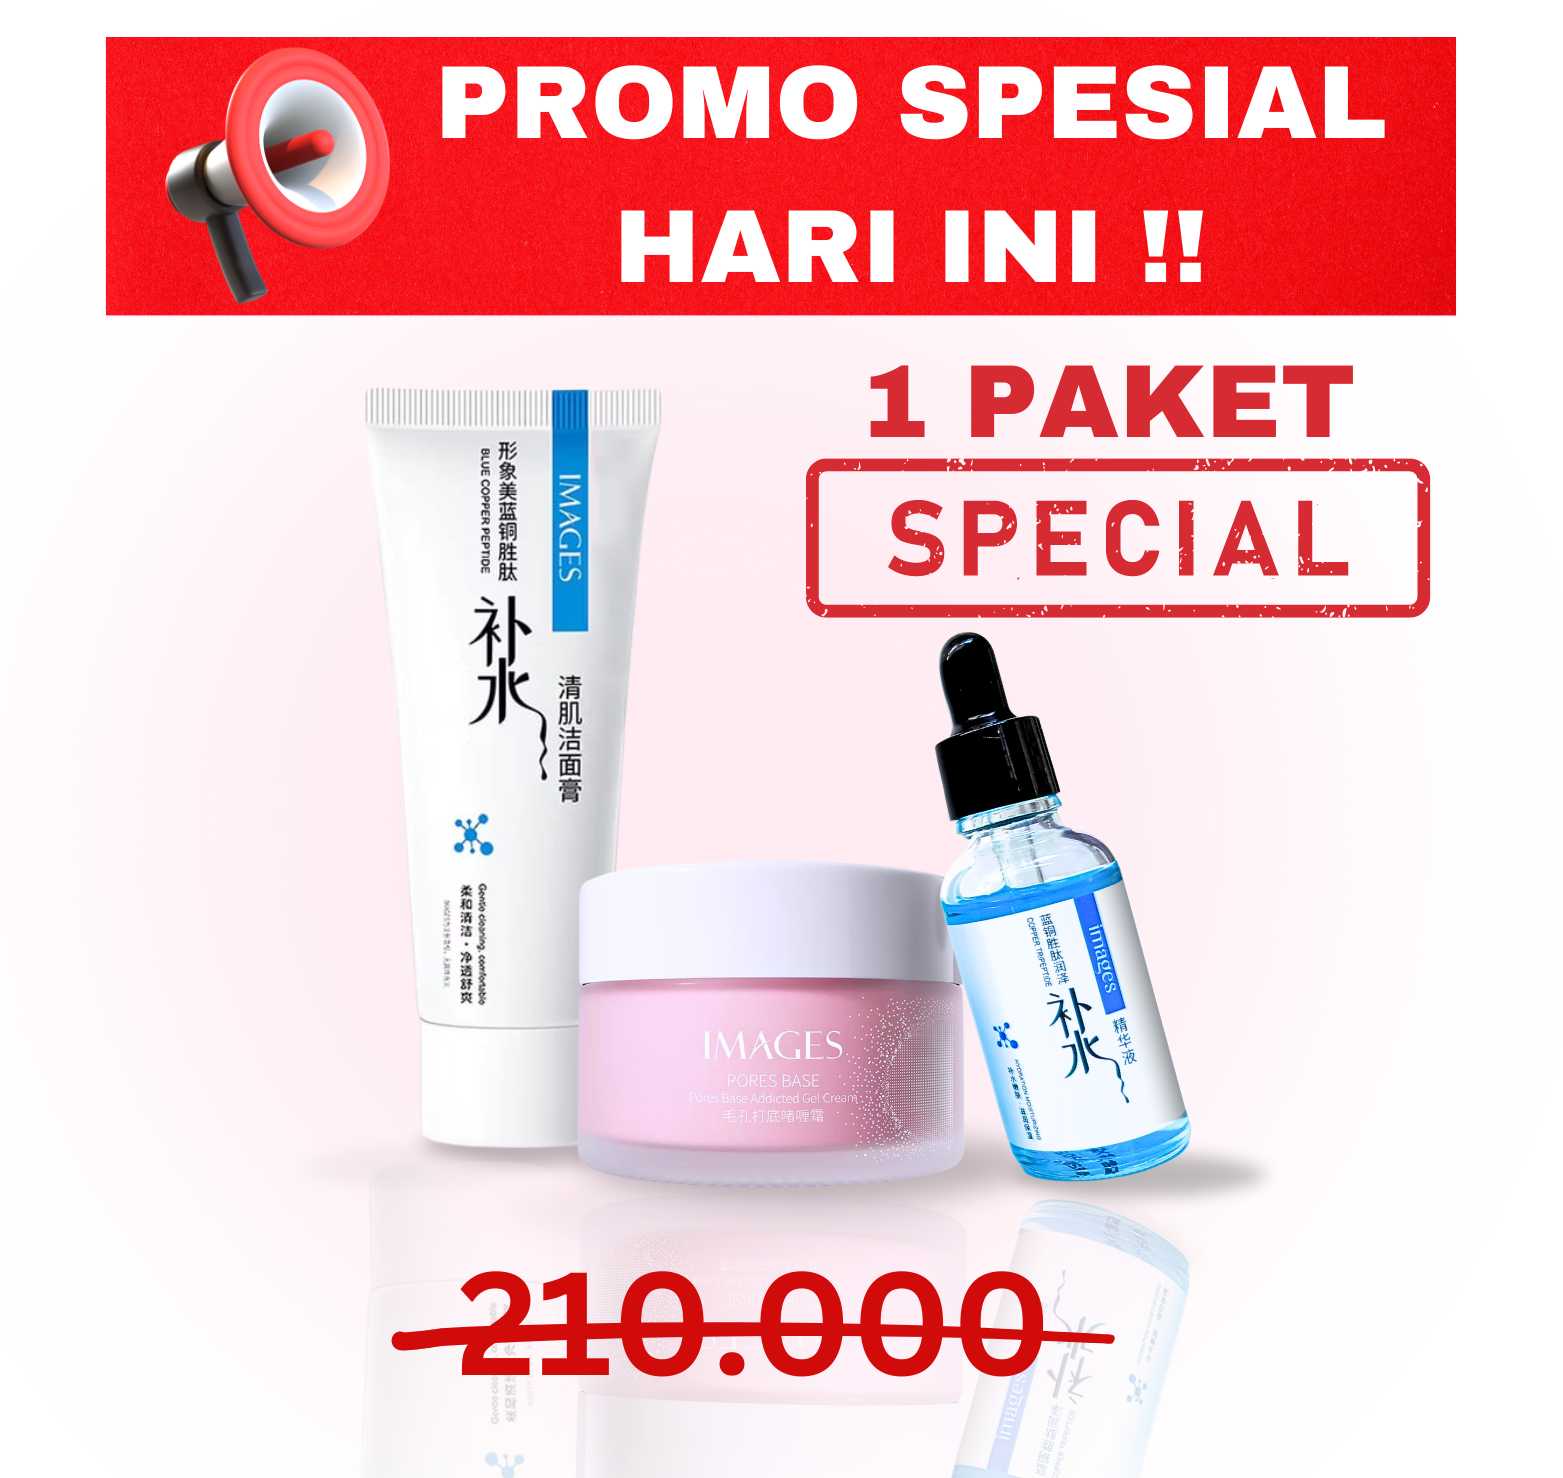 PROMO SPESIAL
HARI INI !!
1 PAKET
SPECIAL
IMAGES
形象美蓝铜胜肽
BLUE COPPER PEPTIDE
补水
清肌洁面膏
Gentle cleaning, comfortable
柔和清洁·净透舒爽
IMAGES
PORES BASE
Pores Base Addicted Gel Cream
毛孔打底啫喱霜
images
蓝铜胜肽润泽
COPPER TRIPEPTIDE
补水
精华液
HYDRATION MOISTURIZING
210.000